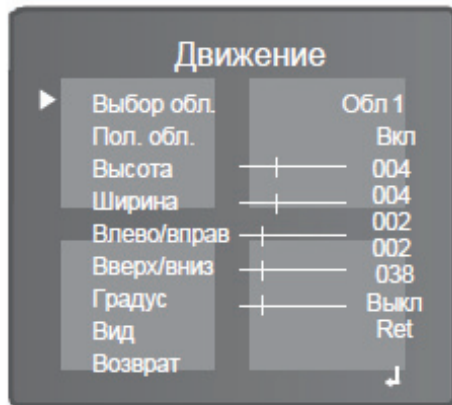 Движение
Выбор обл. Обл 1
Пол. обл. Вкл
Высота 004
Ширина 004
Влево/вправ 002
Вверх/вниз 002
Градус 038
Вид Выкл
Возврат Ret